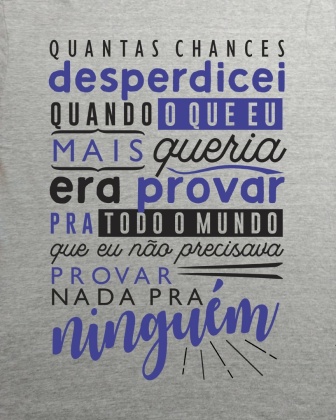 QUANTAS CHANCES
desperdicei
QUANDO O QUE EU
MAIS queria
era provar
PRA TODO O MUNDO
que eu não precisava
PROVAR
NADA PRA
ninguém